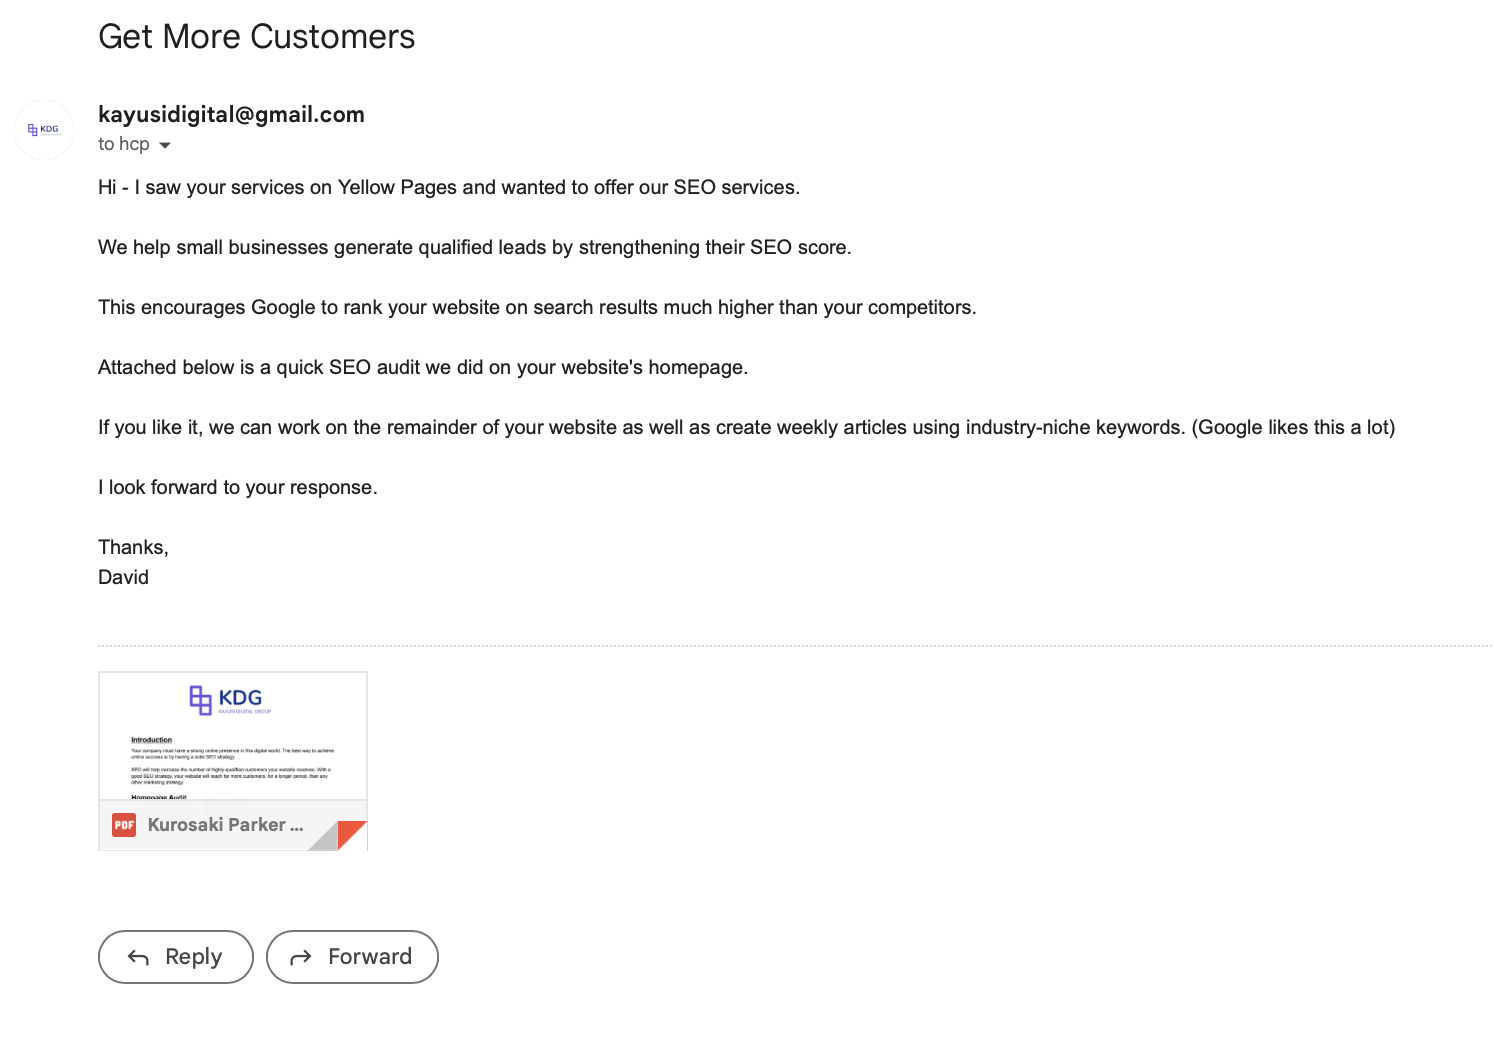 Get More Customers
KDG
kayusidigital@gmail.com
to hcp
Hi - I saw your services on Yellow Pages and wanted to offer our SEO services.
We help small businesses generate qualified leads by strengthening their SEO score.
This encourages Google to rank your website on search results much higher than your competitors.
Attached below is a quick SEO audit we did on your website's homepage.
If you like it, we can work on the remainder of your website as well as create weekly articles using industry-niche keywords. (Google likes this a lot)
I look forward to your response.
Thanks,
David
KDG
KAYUSI DIGITAL GROUP
Introduction
Your company must have a strong online presence in this digital world. The best way to achieve
online success is by having a solid SEO strategy.
SEO will help increase the number of highly-qualified customers your website receives. With a
good SEO strategy, your website will reach far more customers, for a longer period, than any
other marketing strategy.
Homepage Audit
PDF
Kurosaki Parker ...
Reply
Forward